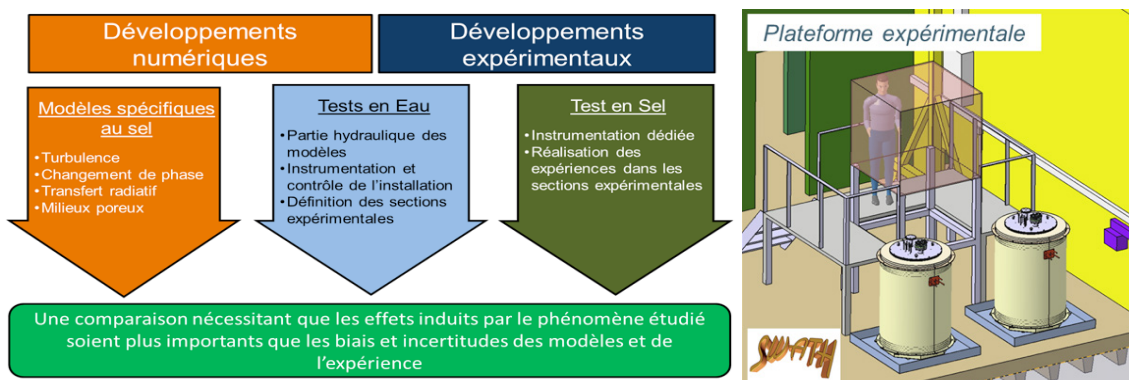 Développements
numériques
Développements
expérimentaux
Modèles spécifiques
au sel
•Turbulence
•Changement de phase
•Transfert radiatif
•Milieux poreux
Tests en Eau
•Partie hydraulique des
modèles
•Instrumentation et
contrôle de l'installation
•Définition des sections
expérimentales
Test en Sel
•Instrumentation dédiée
•Réalisation des
expériences dans les
sections expérimentales
Une comparaison nécessitant que les effets induits par le phénomène étudié
soient plus importants que les biais et incertitudes des modèles et de
l'expérience
Plateforme expérimentale